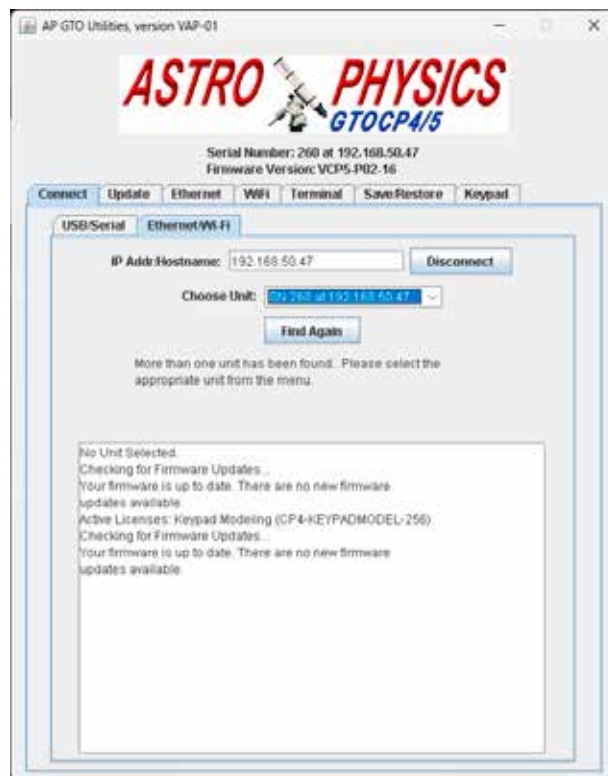 AP GTO Utilities, version VAP-01
ASTRO PHYSICS
GTOCP4/5
Serial Number: 260 at 192.168.50.47
Firmware Version: VCP5-P02-16
Connect Update Ethernet WiFi Terminal Save/Restore Keypad
USB/Serial Ethernet/Wi-Fi
IP Addr/Hostname: 192.168.50.47 Disconnect
Choose Unit: SN 260 at 192.168.50.47
Find Again
More than one unit has been found. Please select the
appropriate unit from the menu.
No Unit Selected.
Checking for Firmware Updates...
Your firmware is up to date. There are no new firmware
updates available
Active Licenses: Keypad Modeling (CP4-KEYPADMODEL-256)
Checking for Firmware Updates...
Your firmware is up to date. There are no new firmware
updates available